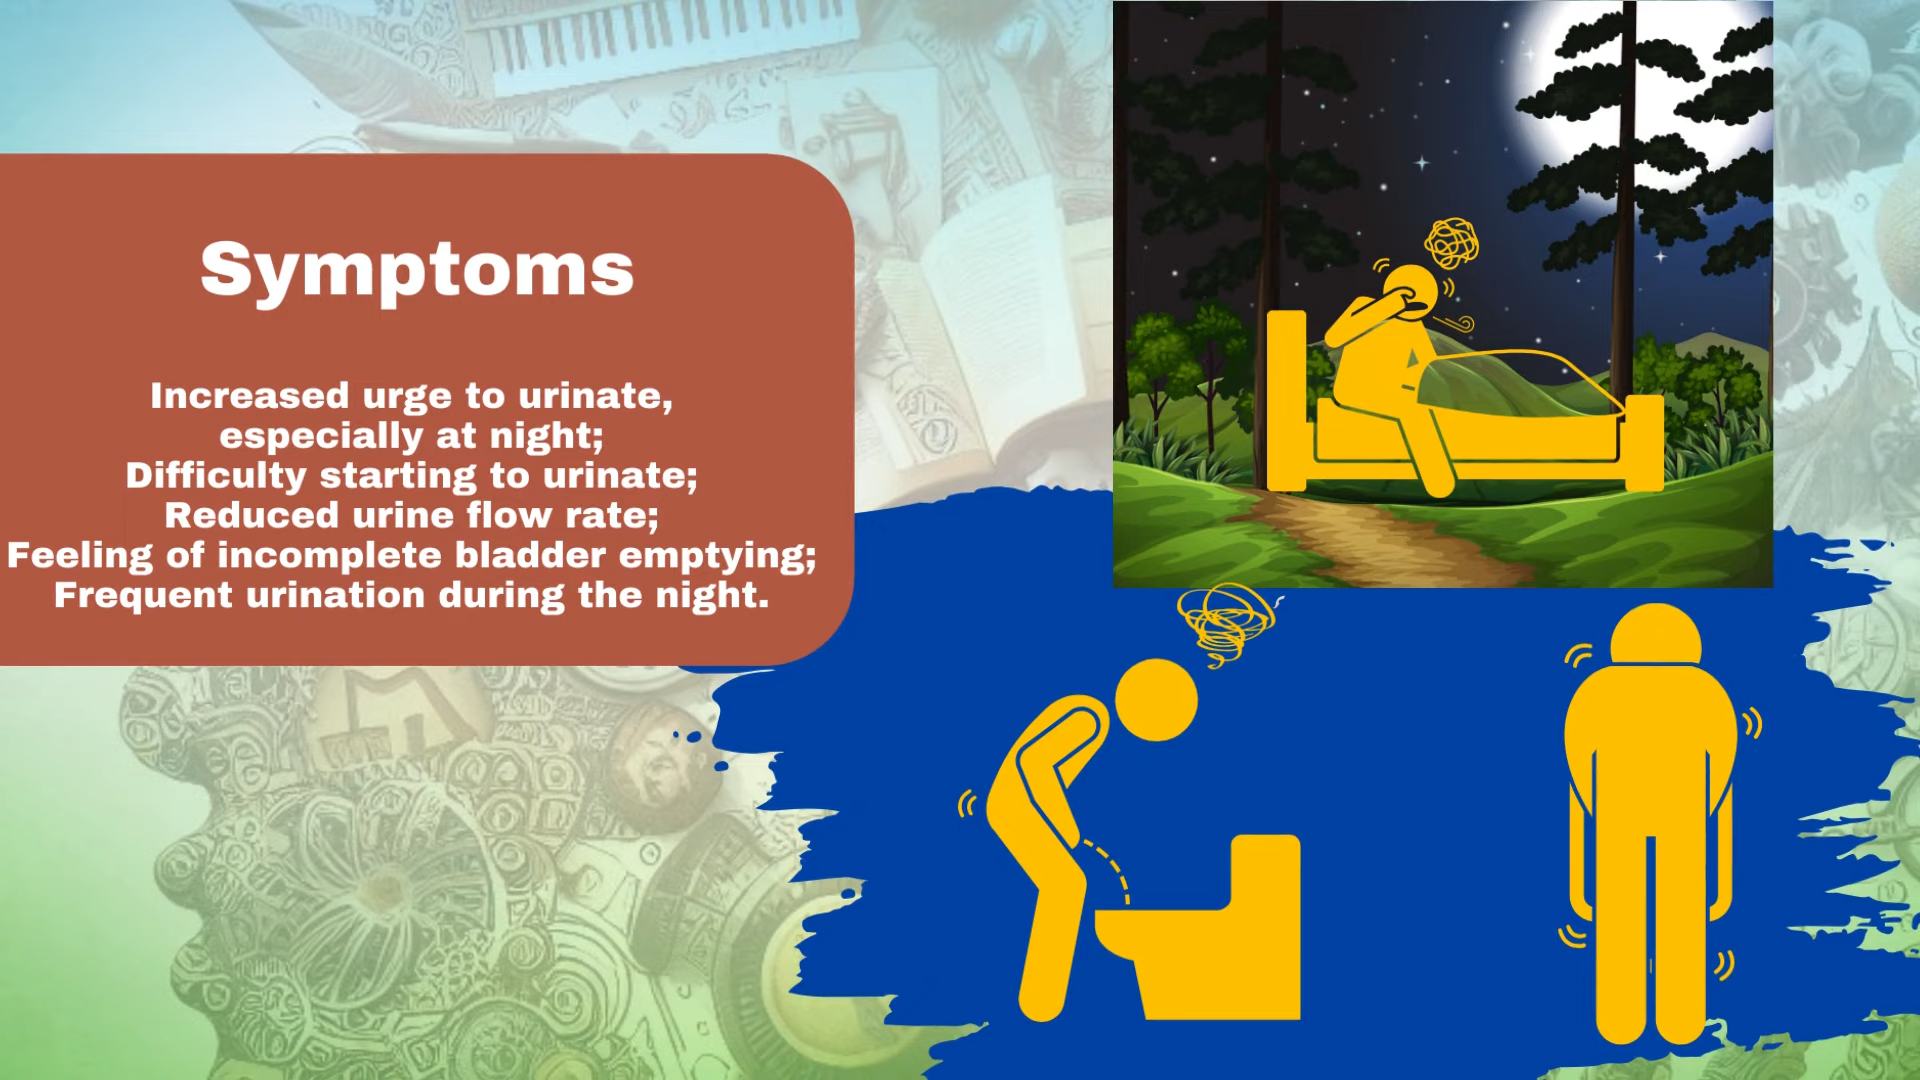 Symptoms
Increased urge to urinate,
especially at night;
Difficulty starting to urinate;
Reduced urine flow rate;
Feeling of incomplete bladder emptying;
Frequent urination during the night.